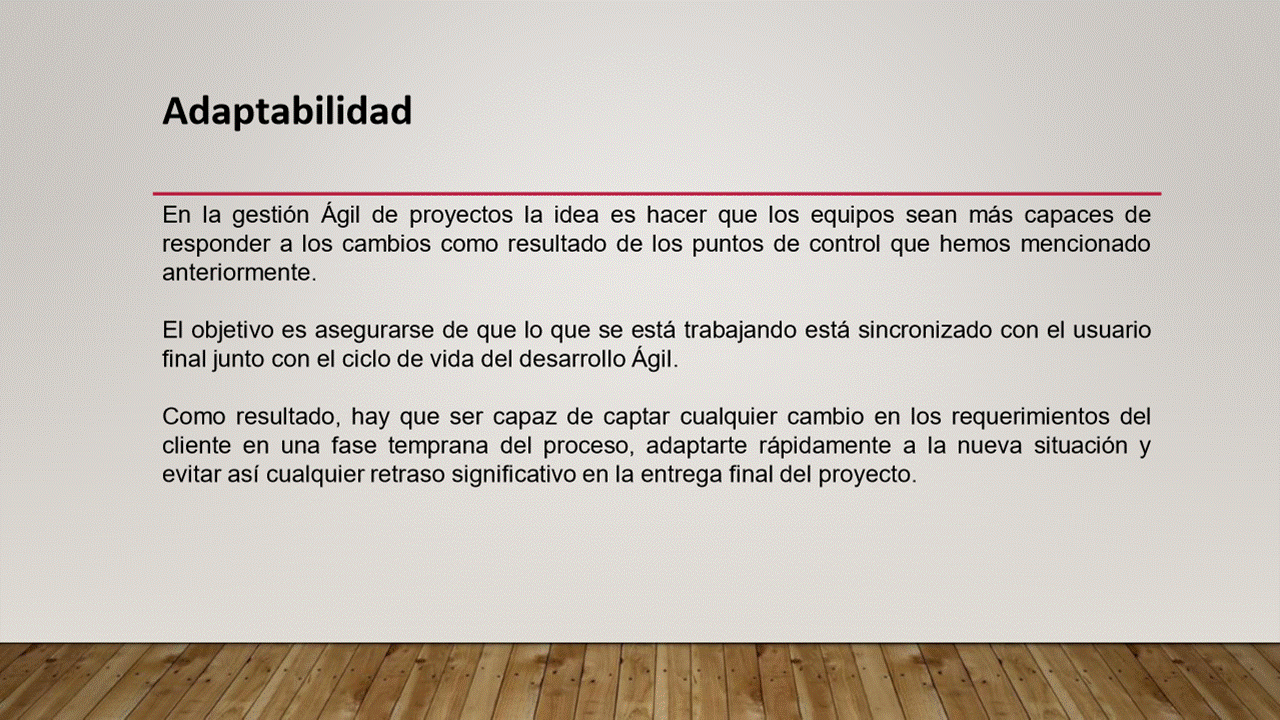 Adaptabilidad
En la gestión Ágil de proyectos la idea es hacer que los equipos sean más capaces de
responder a los cambios como resultado de los puntos de control que hemos mencionado
anteriormente.
El objetivo es asegurarse de que lo que se está trabajando está sincronizado con el usuario
final junto con el ciclo de vida del desarrollo Ágil.
Como resultado, hay que ser capaz de captar cualquier cambio en los requerimientos del
cliente en una fase temprana del proceso, adaptarte rápidamente a la nueva situación y
evitar así cualquier retraso significativo en la entrega final del proyecto.